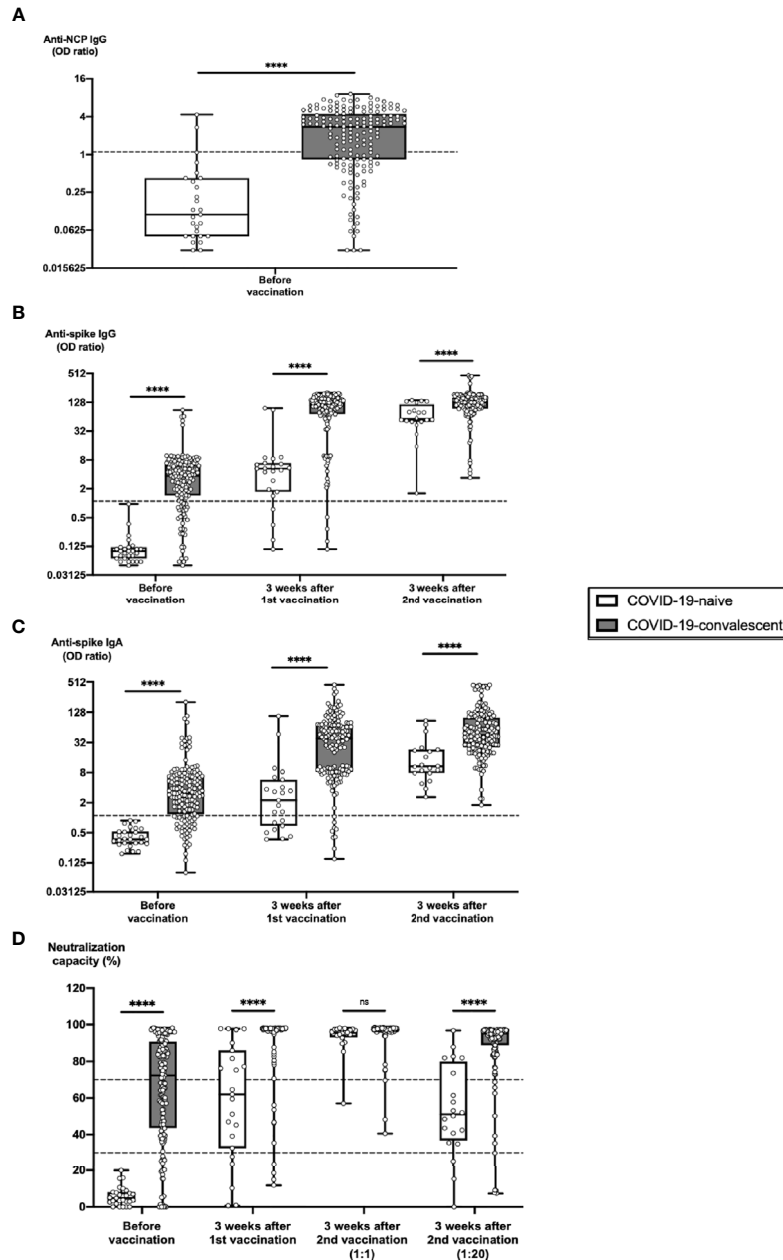 A
Anti-NCP IgG
(OD ratio)
****
16
4
1
0.25
0.0625
0.015625
Before
vaccination
B
Anti-spike IgG
(OD ratio)
****
****
****
512
128
32
8
2
0.5
0.125
0.03125
Before
vaccination
3 weeks after
1st vaccination
3 weeks after
2nd vaccination
COVID-19-naive
COVID-19-convalescent
C
Anti-spike IgA
(OD ratio)
****
****
****
512
128
32
8
2
0.5
0.125
0.03125
Before
vaccination
3 weeks after
1st vaccination
3 weeks after
2nd vaccination
D
Neutralization
capacity (%)
****
****
ns
****
120
100
80
60
40
20
0
Before
vaccination
3 weeks after
1st vaccination
3 weeks after
2nd vaccination
(1:1)
3 weeks after
2nd vaccination
(1:20)